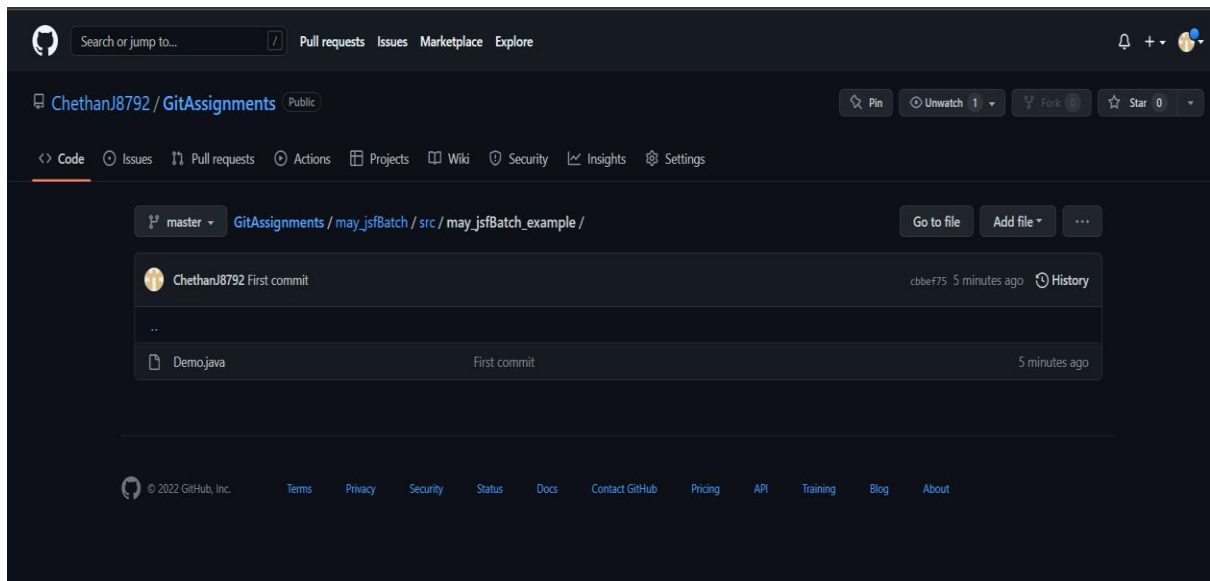 Search or jump to... / Pull requests Issues Marketplace Explore
ChethanJ8792 / GitAssignments Public Pin Unwatch 1 Fork 0 Star 0
<> Code Issues Pull requests Actions Projects Wiki Security Insights Settings
master GitAssignments / may_jsfBatch / src / may_jsfBatch_example / Go to file Add file ...
ChethanJ8792 First commit cbbef75 5 minutes ago History
..
Demo.java First commit 5 minutes ago
© 2022 GitHub, Inc. Terms Privacy Security Status Docs Contact GitHub Pricing API Training Blog About